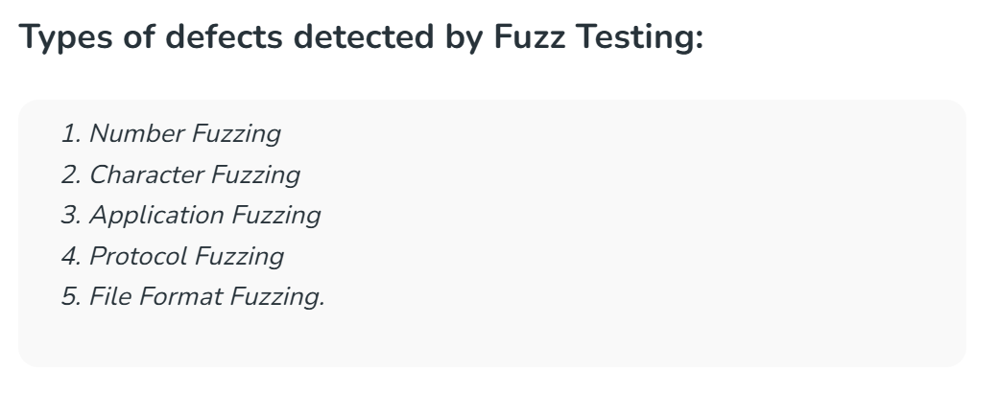 Types of defects detected by Fuzz Testing:
1. Number Fuzzing
2. Character Fuzzing
3. Application Fuzzing
4. Protocol Fuzzing
5. File Format Fuzzing.